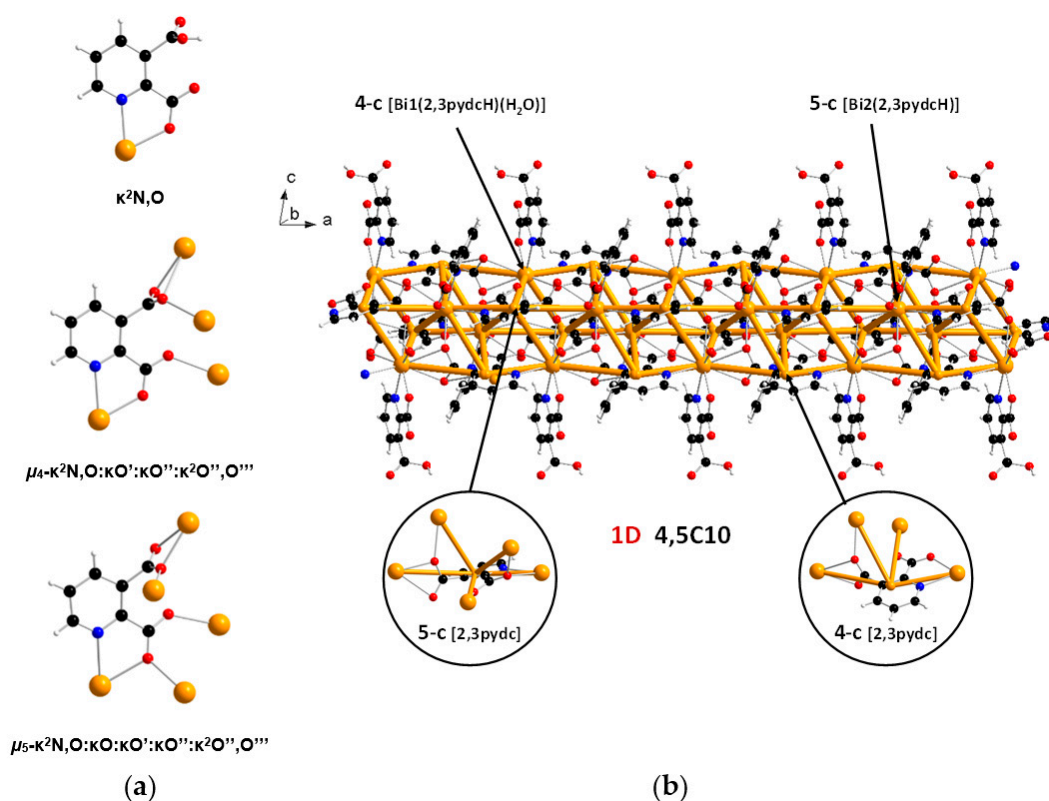 κ²N,O
μ₄-κ²N,O:κO':κO'':κ²O'',O'''
μ₅-κ²N,O:κO:κO':κO'':κ²O'',O'''
(a)
4-c [Bi1(2,3pydcH)(H₂O)]
5-c [Bi2(2,3pydcH)]
c
b
a
1D 4,5C10
5-c [2,3pydc]
4-c [2,3pydc]
(b)